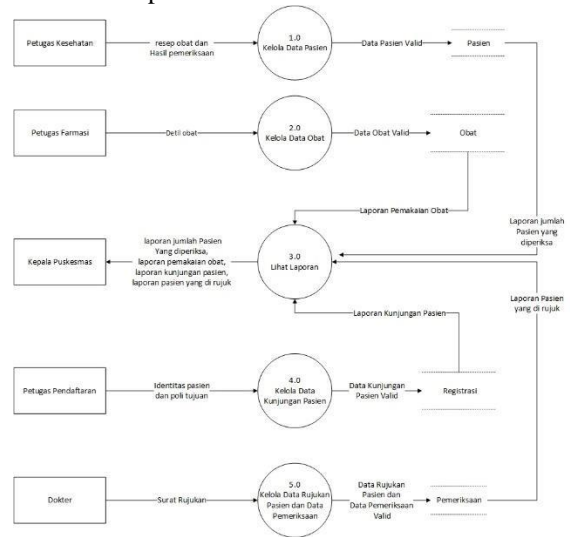 Petugas Kesehatan
resep obat dan
Hasil pemeriksaan
1.0
Kelola Data Pasien
Data Pasien Valid
Pasien
Petugas Farmasi
Detil obat
2.0
Kelola Data Obat
Data Obat Valid
Obat
Laporan Pemakaian Obat
Laporan jumlah
Pasien yang
diperiksa
Kepala Puskesmas
laporan jumlah Pasien
Yang diperiksa,
laporan pemakaian obat,
laporan kunjungan pasien,
laporan pasien yang di rujuk
3.0
Lihat Laporan
Laporan Pasien
yang di rujuk
Laporan Kunjungan Pasien
Petugas Pendaftaran
Identitas pasien
dan poli tujuan
4.0
Kelola Data
Kunjungan Pasien
Data Kunjungan
Pasien Valid
Registrasi
Dokter
Surat Rujukan
5.0
Kelola Data Rujukan
Pasien dan Data
Pemeriksaan
Data Rujukan
Pasien dan
Data Pemeriksaan
Valid
Pemeriksaan